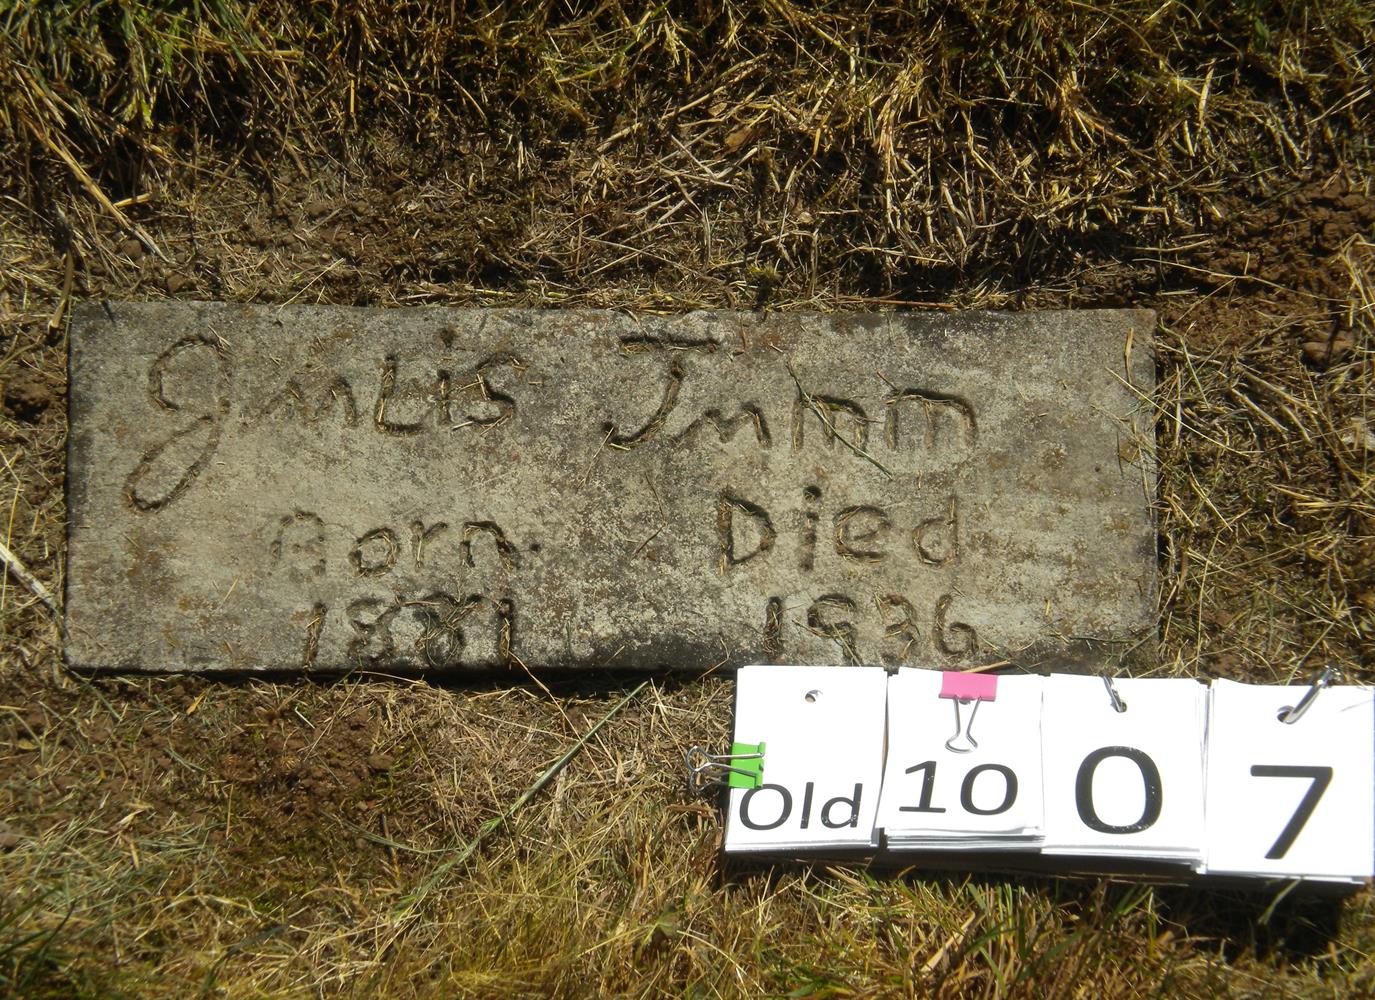 Born. Died
1881 1936
Old 10 0 7